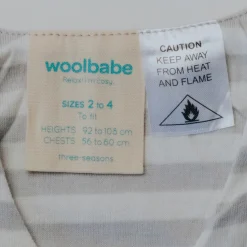 woolbabe
SIZES 2 to 4
To fit
HEIGHTS 92 to 108 cm
CHESTS 56 to 60 cm
three seasons
CAUTION
KEEP AWAY
FROM HEAT
AND FLAME